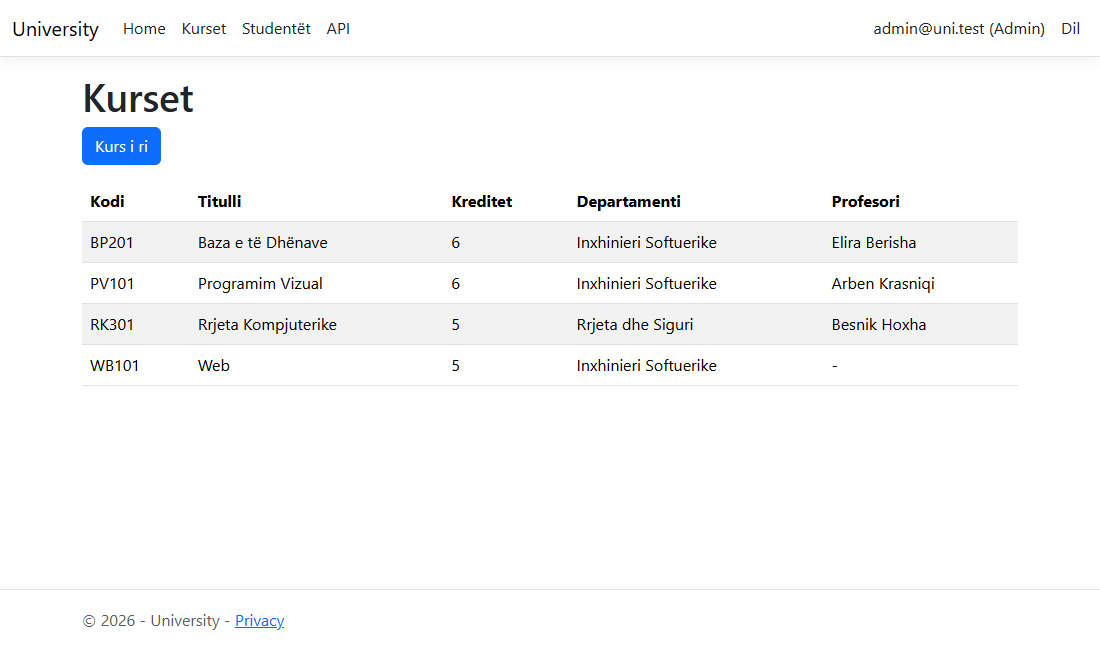 University Home Kurset Studentët API admin@uni.test (Admin) Dil
Kurset
Kurs i ri
Kodi Titulli Kreditet Departamenti Profesori
BP201 Baza e të Dhënave 6 Inxhinieri Softuerike Elira Berisha
PV101 Programim Vizual 6 Inxhinieri Softuerike Arben Krasniqi
RK301 Rrjeta Kompjuterike 5 Rrjeta dhe Siguri Besnik Hoxha
WB101 Web 5 Inxhinieri Softuerike -
© 2026 - University - Privacy